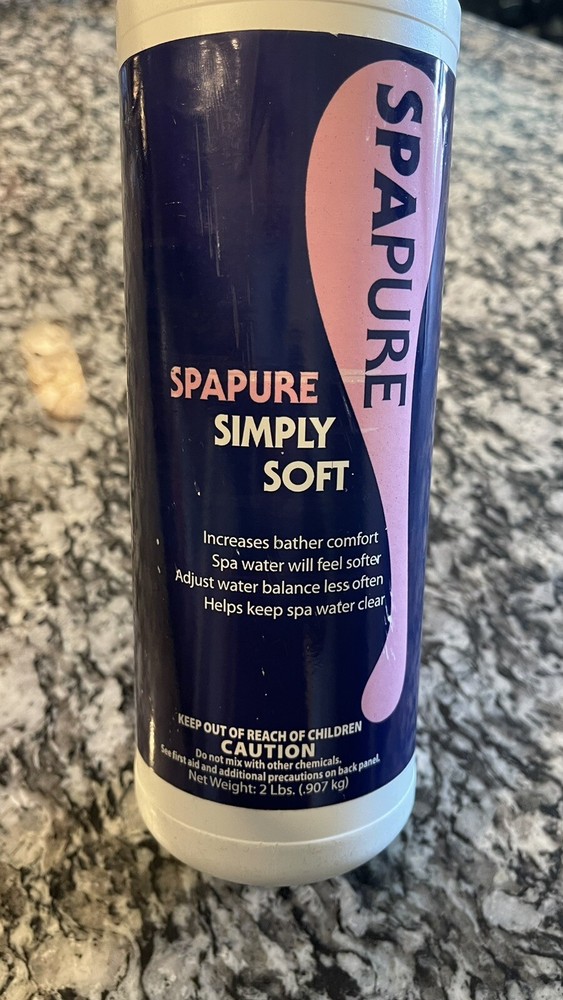 SPAPURE
SPAPURE
SIMPLY
SOFT
Increases bather comfort
Spa water will feel softer
Adjust water balance less often
Helps keep spa water clear
KEEP OUT OF REACH OF CHILDREN
CAUTION
Do not mix with other chemicals.
See first aid and additional precautions on back panel.
Net Weight: 2 Lbs. (.907 kg)